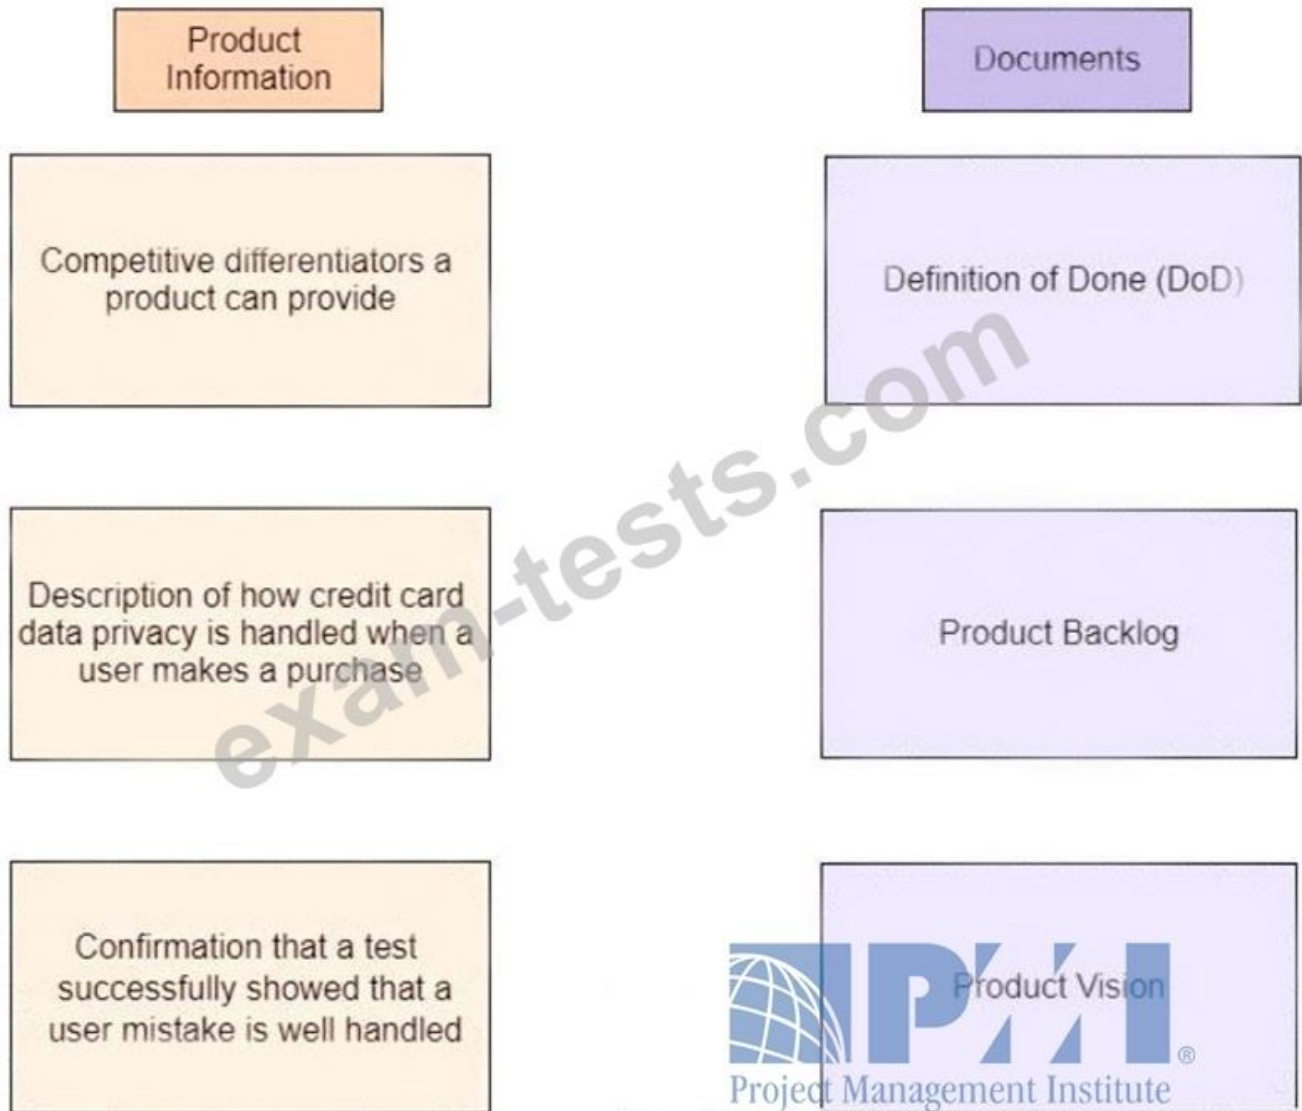 Product
Information
Documents
Competitive differentiators a
product can provide
Definition of Done (DoD)
Description of how credit card
data privacy is handled when a
user makes a purchase
Product Backlog
Confirmation that a test
successfully showed that a
user mistake is well handled
Product Vision
exam-tests.com
PMI®
Project Management Institute